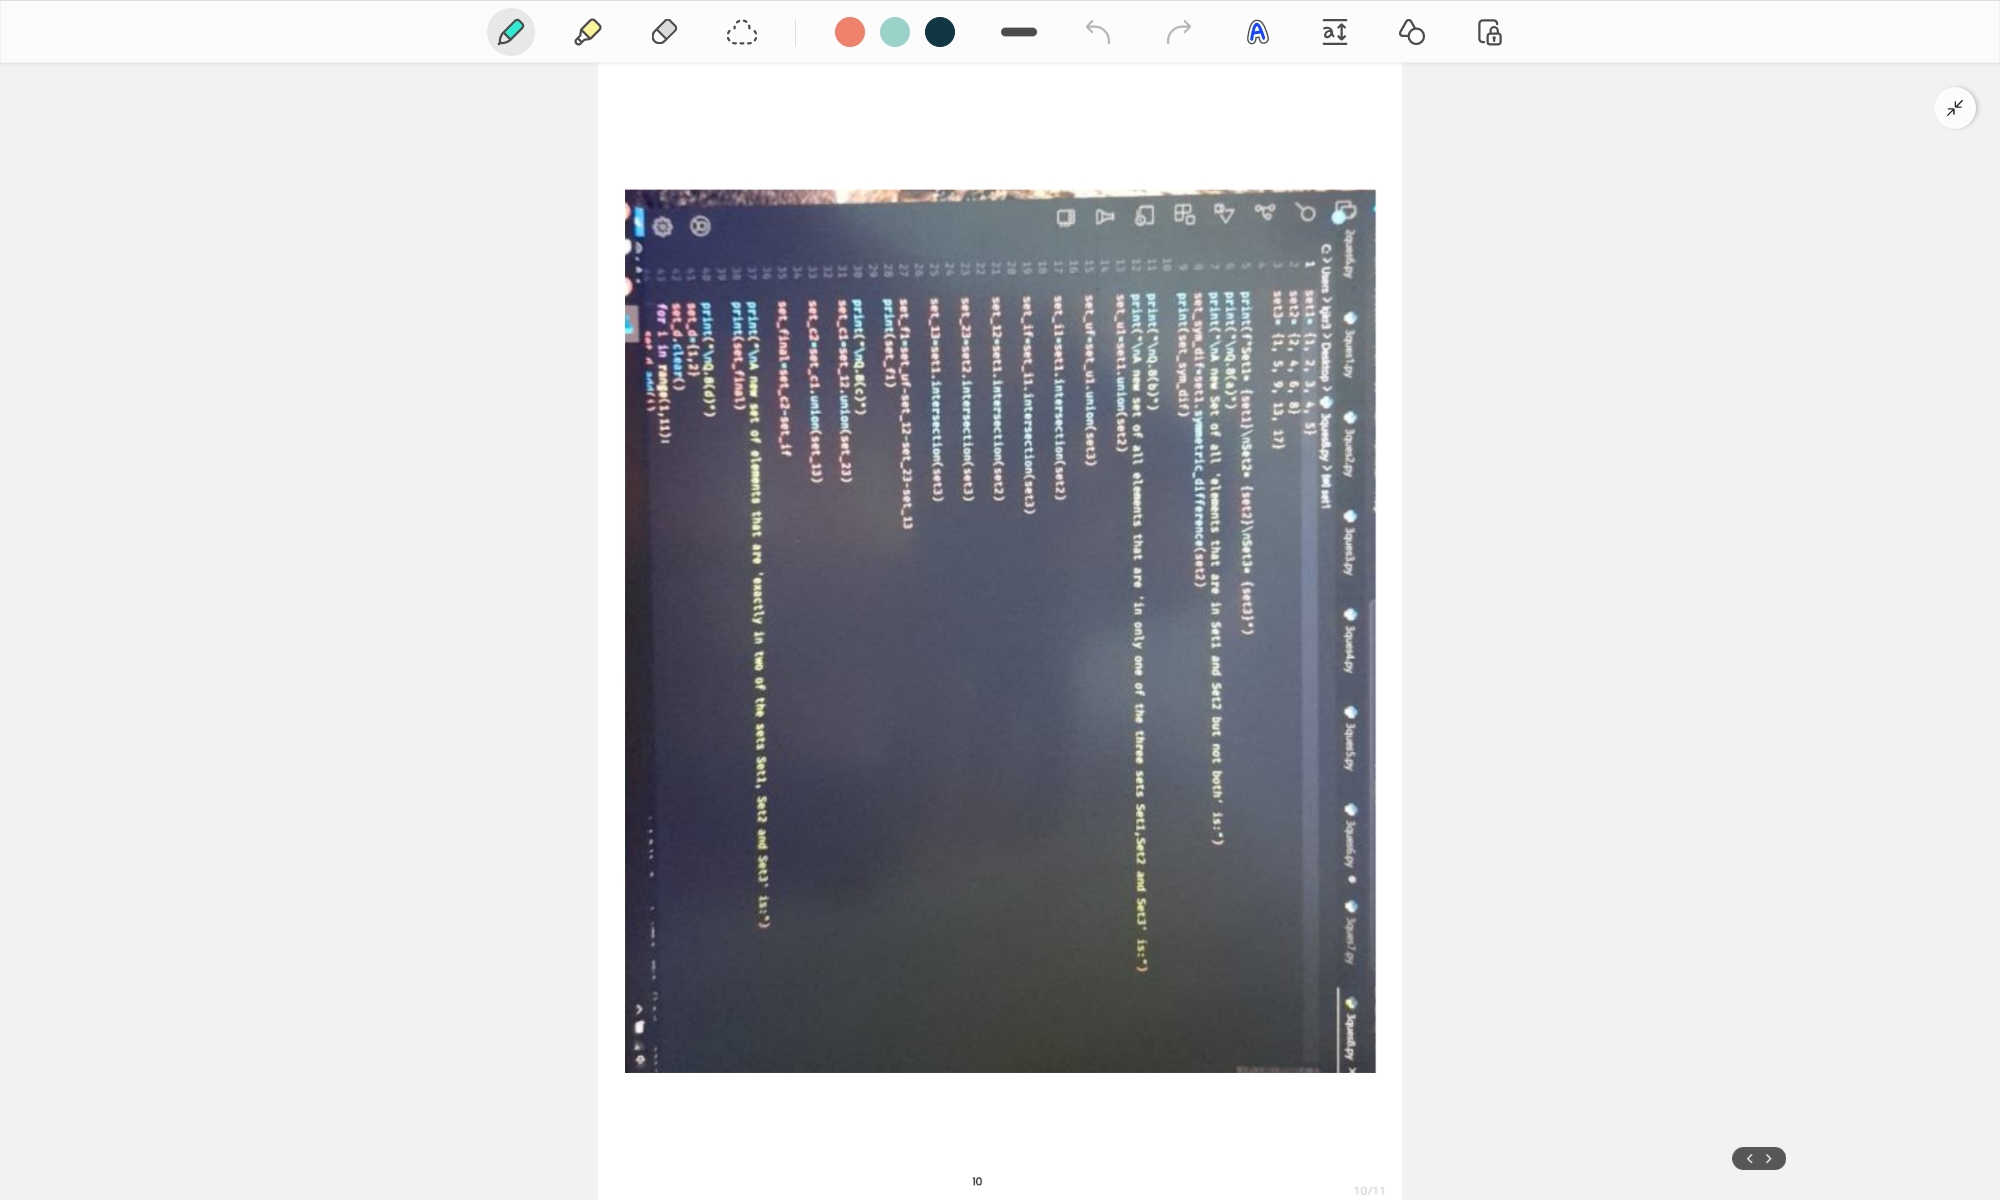 2ques6.py 3ques1.py 3ques2.py 3ques3.py 3ques4.py 3ques5.py 3ques6.py 3ques7.py 3ques8.py
C: > Users > Desktop > 3ques8.py > set1
1 set1= {1, 2, 3, 4, 5}
2 set2= {2, 4, 6, 8}
3 set3= {1, 5, 9, 13, 17}
4
5 print(f"Set1= {set1}\nSet2= {set2}\nSet3= {set3}")
6 print("\nQ.8(a)")
7 print("\nA new Set of all 'elements that are in Set1 and Set2 but not both' is:")
8 set_sym_dif=set1.symmetric_difference(set2)
9 print(set_sym_dif)
10
11 print("\nQ.8(b)")
12 print("\nA new set of all elements that are 'in only one of the three sets Set1,Set2 and Set3' is:")
13 set_u1=set1.union(set2)
14
15 set_uf=set_u1.union(set3)
16
17 set_i1=set1.intersection(set2)
18
19 set_if=set_i1.intersection(set3)
20
21 set_12=set1.intersection(set2)
22
23 set_23=set2.intersection(set3)
24
25 set_13=set1.intersection(set3)
26
27 set_f1=set_uf-set_12-set_23-set_13
28 print(set_f1)
29
30 print("\nQ.8(c)")
31 set_c1=set_12.union(set_23)
32
33 set_c2=set_c1.union(set_13)
34
35 set_final=set_c2-set_if
36
37 print("\nA new set of elements that are 'exactly in two of the sets Set1, Set2 and Set3' is:")
38 print(set_final)
39
40 print("\nQ.8(d)")
41 set_d={1,2}
42 set_d.clear()
43 for i in range(1,11):
set_d.add(i)
10
10/11